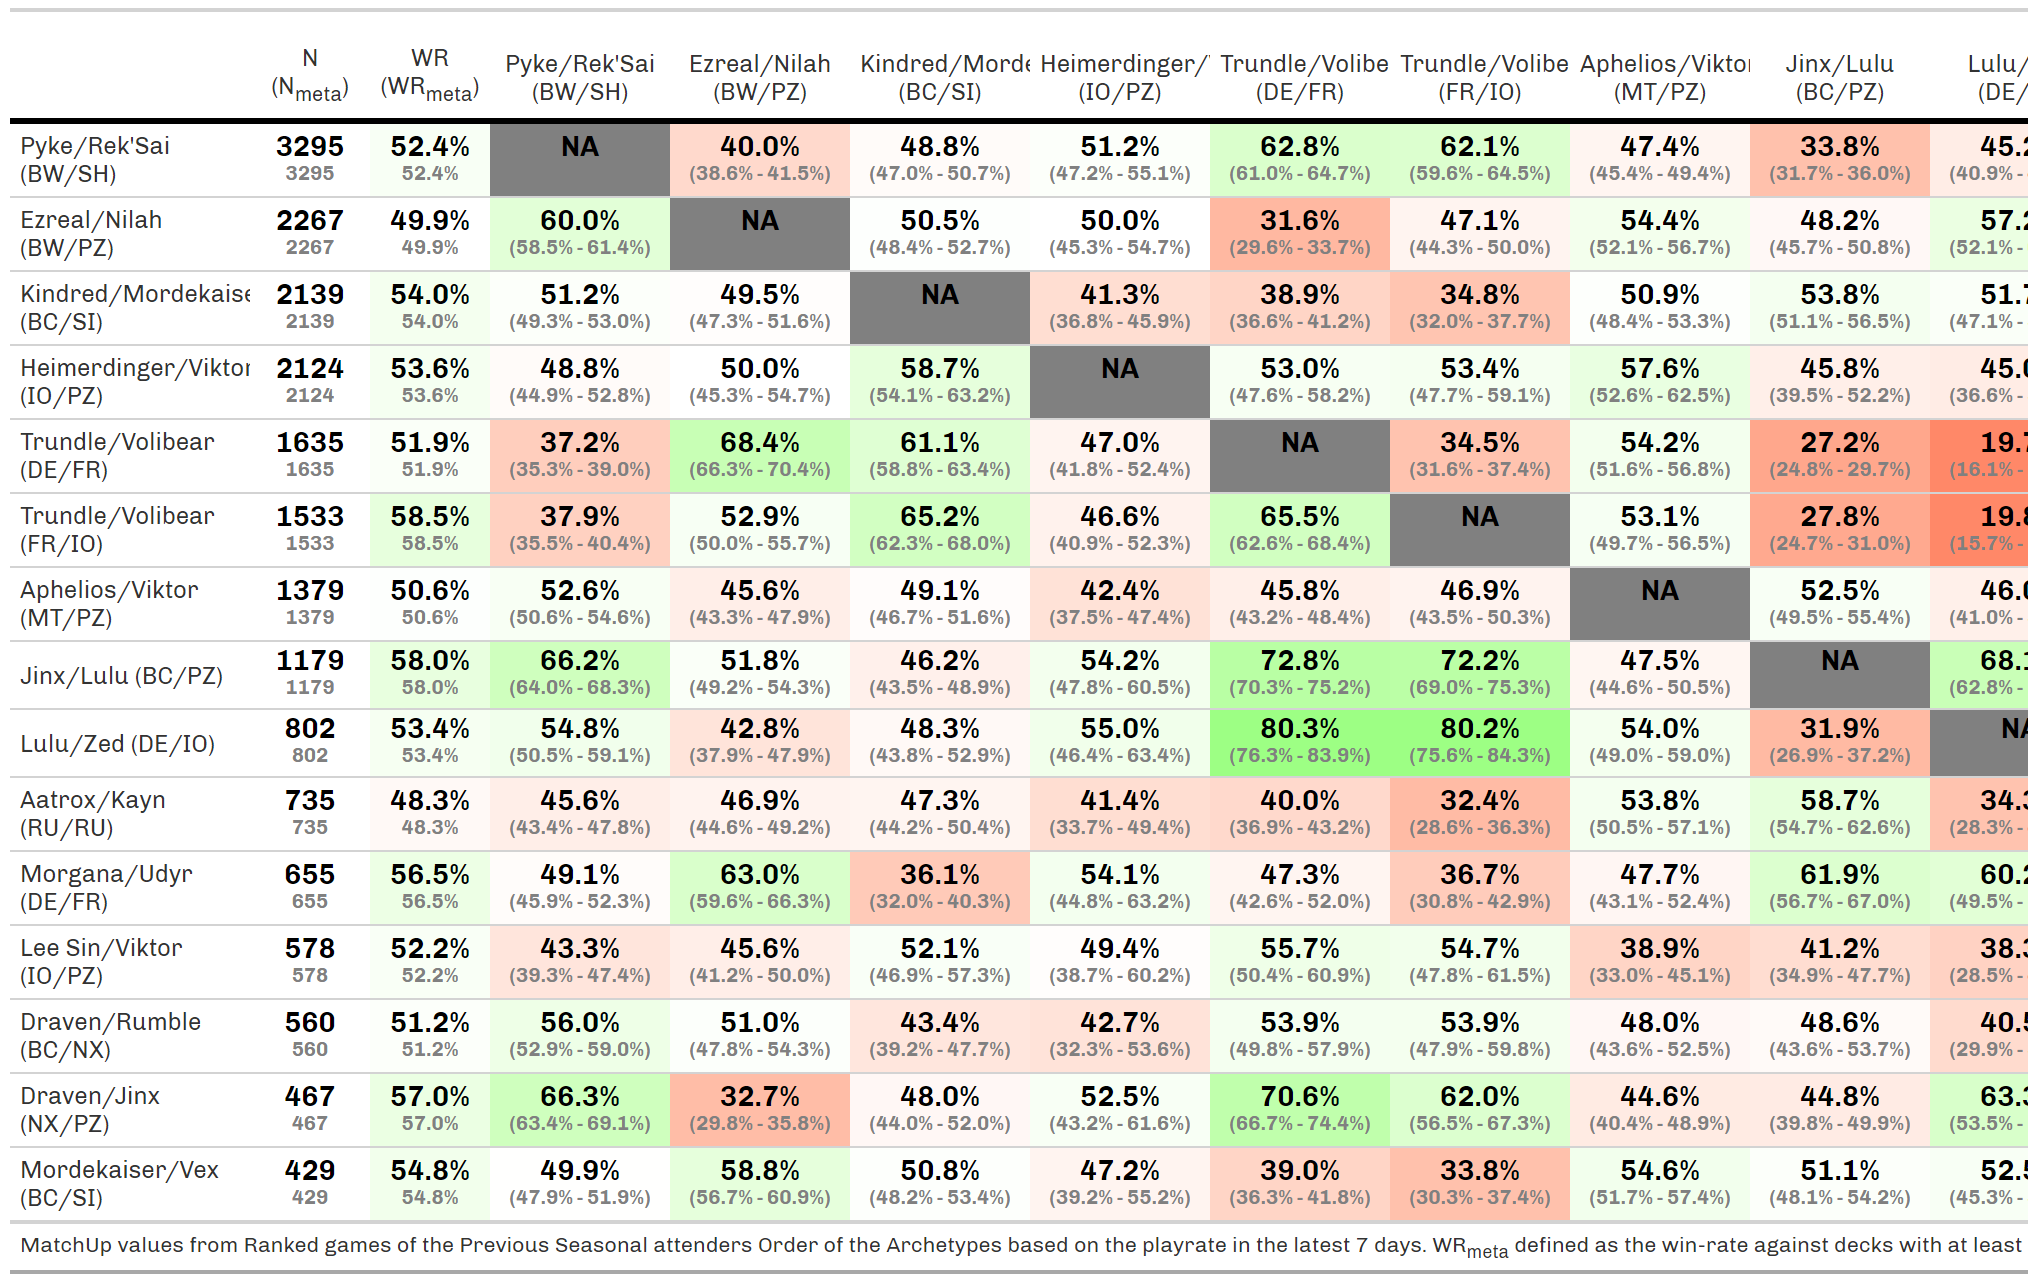 N WR Pyke/Rek'Sai Ezreal/Nilah Kindred/Morde Heimerdinger/ Trundle/Volibe Trundle/Volibe Aphelios/Viktor Jinx/Lulu Lulu/
(Nmeta) (WRmeta) (BW/SH) (BW/PZ) (BC/SI) (IO/PZ) (DE/FR) (FR/IO) (MT/PZ) (BC/PZ) (DE/
Pyke/Rek'Sai 3295 52.4% NA 40.0% 48.8% 51.2% 62.8% 62.1% 47.4% 33.8% 45.2
(BW/SH) 3295 52.4% (38.6% - 41.5%) (47.0% - 50.7%) (47.2% - 55.1%) (61.0% - 64.7%) (59.6% - 64.5%) (45.4% - 49.4%) (31.7% - 36.0%) (40.9% -
Ezreal/Nilah 2267 49.9% 60.0% NA 50.5% 50.0% 31.6% 47.1% 54.4% 48.2% 57.2
(BW/PZ) 2267 49.9% (58.5% - 61.4%) (48.4% - 52.7%) (45.3% - 54.7%) (29.6% - 33.7%) (44.3% - 50.0%) (52.1% - 56.7%) (45.7% - 50.8%) (52.1% -
Kindred/Mordekaise 2139 54.0% 51.2% 49.5% NA 41.3% 38.9% 34.8% 50.9% 53.8% 51.7
(BC/SI) 2139 54.0% (49.3% - 53.0%) (47.3% - 51.6%) (36.8% - 45.9%) (36.6% - 41.2%) (32.0% - 37.7%) (48.4% - 53.3%) (51.1% - 56.5%) (47.1% -
Heimerdinger/Viktor 2124 53.6% 48.8% 50.0% 58.7% NA 53.0% 53.4% 57.6% 45.8% 45.0
(IO/PZ) 2124 53.6% (44.9% - 52.8%) (45.3% - 54.7%) (54.1% - 63.2%) (47.6% - 58.2%) (47.7% - 59.1%) (52.6% - 62.5%) (39.5% - 52.2%) (36.6% -
Trundle/Volibear 1635 51.9% 37.2% 68.4% 61.1% 47.0% NA 34.5% 54.2% 27.2% 19.7
(DE/FR) 1635 51.9% (35.3% - 39.0%) (66.3% - 70.4%) (58.8% - 63.4%) (41.8% - 52.4%) (31.6% - 37.4%) (51.6% - 56.8%) (24.8% - 29.7%) (16.1% -
Trundle/Volibear 1533 58.5% 37.9% 52.9% 65.2% 46.6% 65.5% NA 53.1% 27.8% 19.8
(FR/IO) 1533 58.5% (35.5% - 40.4%) (50.0% - 55.7%) (62.3% - 68.0%) (40.9% - 52.3%) (62.6% - 68.4%) (49.7% - 56.5%) (24.7% - 31.0%) (15.7% -
Aphelios/Viktor 1379 50.6% 52.6% 45.6% 49.1% 42.4% 45.8% 46.9% NA 52.5% 46.0
(MT/PZ) 1379 50.6% (50.6% - 54.6%) (43.3% - 47.9%) (46.7% - 51.6%) (37.5% - 47.4%) (43.2% - 48.4%) (43.5% - 50.3%) (49.5% - 55.4%) (41.0% -
Jinx/Lulu (BC/PZ) 1179 58.0% 66.2% 51.8% 46.2% 54.2% 72.8% 72.2% 47.5% NA 68.1
1179 58.0% (64.0% - 68.3%) (49.2% - 54.3%) (43.5% - 48.9%) (47.8% - 60.5%) (70.3% - 75.2%) (69.0% - 75.3%) (44.6% - 50.5%) (62.8% -
Lulu/Zed (DE/IO) 802 53.4% 54.8% 42.8% 48.3% 55.0% 80.3% 80.2% 54.0% 31.9% NA
802 53.4% (50.5% - 59.1%) (37.9% - 47.9%) (43.8% - 52.9%) (46.4% - 63.4%) (76.3% - 83.9%) (75.6% - 84.3%) (49.0% - 59.0%) (26.9% - 37.2%)
Aatrox/Kayn 735 48.3% 45.6% 46.9% 47.3% 41.4% 40.0% 32.4% 53.8% 58.7% 34.3
(RU/RU) 735 48.3% (43.4% - 47.8%) (44.6% - 49.2%) (44.2% - 50.4%) (33.7% - 49.4%) (36.9% - 43.2%) (28.6% - 36.3%) (50.5% - 57.1%) (54.7% - 62.6%) (28.3% -
Morgana/Udyr 655 56.5% 49.1% 63.0% 36.1% 54.1% 47.3% 36.7% 47.7% 61.9% 60.2
(DE/FR) 655 56.5% (45.9% - 52.3%) (59.6% - 66.3%) (32.0% - 40.3%) (44.8% - 63.2%) (42.6% - 52.0%) (30.8% - 42.9%) (43.1% - 52.4%) (56.7% - 67.0%) (49.5% -
Lee Sin/Viktor 578 52.2% 43.3% 45.6% 52.1% 49.4% 55.7% 54.7% 38.9% 41.2% 38.3
(IO/PZ) 578 52.2% (39.3% - 47.4%) (41.2% - 50.0%) (46.9% - 57.3%) (38.7% - 60.2%) (50.4% - 60.9%) (47.8% - 61.5%) (33.0% - 45.1%) (34.9% - 47.7%) (28.5% -
Draven/Rumble 560 51.2% 56.0% 51.0% 43.4% 42.7% 53.9% 53.9% 48.0% 48.6% 40.5
(BC/NX) 560 51.2% (52.9% - 59.0%) (47.8% - 54.3%) (39.2% - 47.7%) (32.3% - 53.6%) (49.8% - 57.9%) (47.9% - 59.8%) (43.6% - 52.5%) (43.6% - 53.7%) (29.9% -
Draven/Jinx 467 57.0% 66.3% 32.7% 48.0% 52.5% 70.6% 62.0% 44.6% 44.8% 63.3
(NX/PZ) 467 57.0% (63.4% - 69.1%) (29.8% - 35.8%) (44.0% - 52.0%) (43.2% - 61.6%) (66.7% - 74.4%) (56.5% - 67.3%) (40.4% - 48.9%) (39.8% - 49.9%) (53.5% -
Mordekaiser/Vex 429 54.8% 49.9% 58.8% 50.8% 47.2% 39.0% 33.8% 54.6% 51.1% 52.5
(BC/SI) 429 54.8% (47.9% - 51.9%) (56.7% - 60.9%) (48.2% - 53.4%) (39.2% - 55.2%) (36.3% - 41.8%) (30.3% - 37.4%) (51.7% - 57.4%) (48.1% - 54.2%) (45.3% -
MatchUp values from Ranked games of the Previous Seasonal attenders Order of the Archetypes based on the playrate in the latest 7 days. WRmeta defined as the win-rate against decks with at least